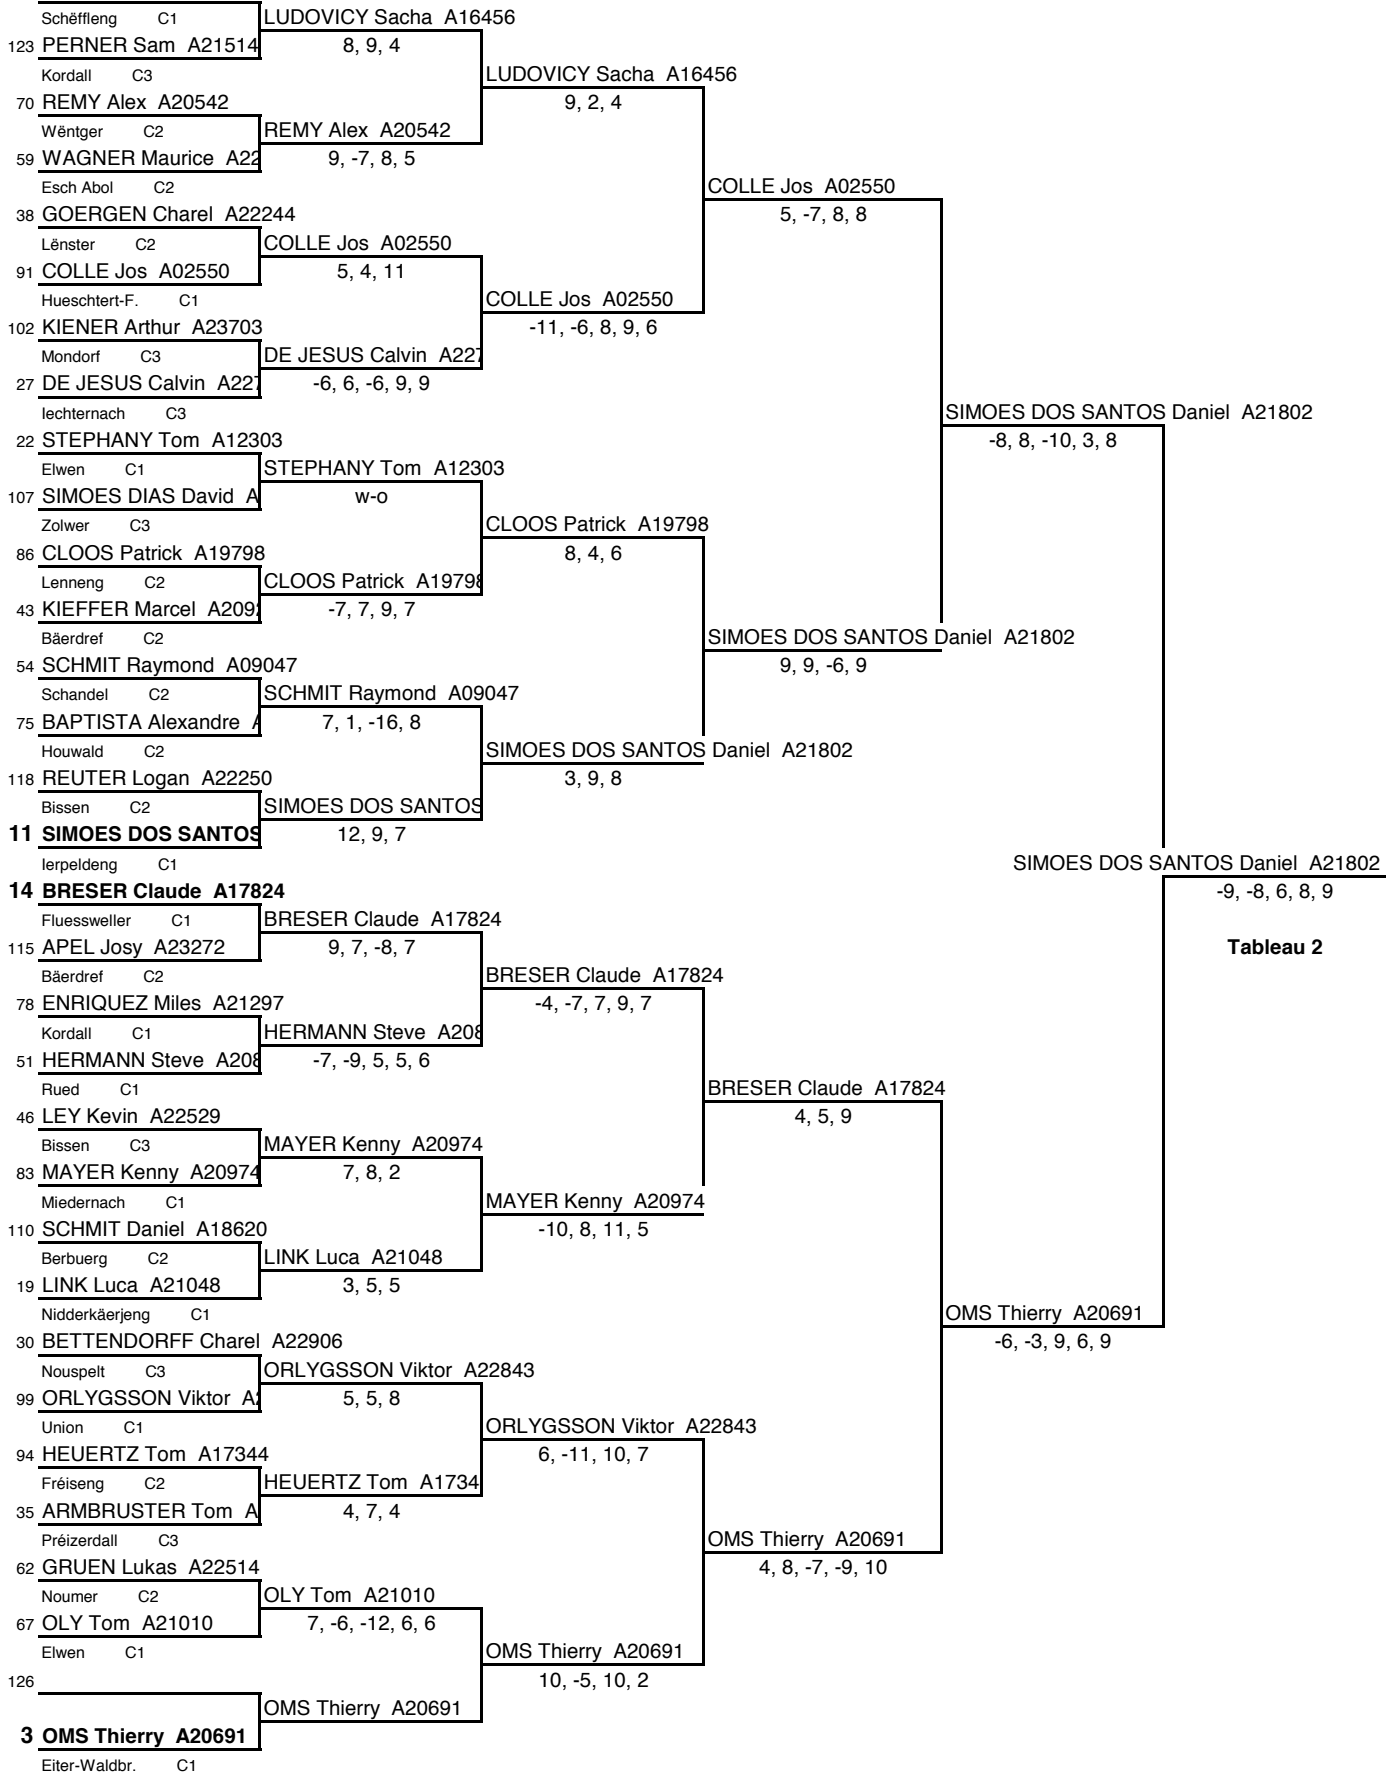 Schëffleng C1
LUDOVICY Sacha A16456
123 PERNER Sam A21514
8, 9, 4
Kordall C3
LUDOVICY Sacha A16456
70 REMY Alex A20542
9, 2, 4
Wëntger C2
REMY Alex A20542
59 WAGNER Maurice A22
9, -7, 8, 5
Esch Abol C2
COLLE Jos A02550
38 GOERGEN Charel A22244
5, -7, 8, 8
Lënster C2
COLLE Jos A02550
91 COLLE Jos A02550
5, 4, 11
Hueschtert-F. C1
COLLE Jos A02550
102 KIENER Arthur A23703
-11, -6, 8, 9, 6
Mondorf C3
DE JESUS Calvin A227
27 DE JESUS Calvin A227
-6, 6, -6, 9, 9
Iechternach C3
SIMOES DOS SANTOS Daniel A21802
22 STEPHANY Tom A12303
-8, 8, -10, 3, 8
Elwen C1
STEPHANY Tom A12303
107 SIMOES DIAS David A
w-o
Zolwer C3
CLOOS Patrick A19798
86 CLOOS Patrick A19798
8, 4, 6
Lenneng C2
CLOOS Patrick A19798
43 KIEFFER Marcel A2092
-7, 7, 9, 7
Bäerdref C2
SIMOES DOS SANTOS Daniel A21802
54 SCHMIT Raymond A09047
9, 9, -6, 9
Schandel C2
SCHMIT Raymond A09047
75 BAPTISTA Alexandre A
7, 1, -16, 8
Houwald C2
SIMOES DOS SANTOS Daniel A21802
118 REUTER Logan A22250
3, 9, 8
Bissen C2
SIMOES DOS SANTOS
11 SIMOES DOS SANTOS
12, 9, 7
Ierpeldeng C1
SIMOES DOS SANTOS Daniel A21802
14 BRESER Claude A17824
-9, -8, 6, 8, 9
Fluessweller C1
BRESER Claude A17824
115 APEL Josy A23272
9, 7, -8, 7
Tableau 2
Bäerdref C2
BRESER Claude A17824
78 ENRIQUEZ Miles A21297
-4, -7, 7, 9, 7
Kordall C1
HERMANN Steve A208
51 HERMANN Steve A208
-7, -9, 5, 5, 6
Rued C1
BRESER Claude A17824
46 LEY Kevin A22529
4, 5, 9
Bissen C3
MAYER Kenny A20974
83 MAYER Kenny A20974
7, 8, 2
Miedernach C1
MAYER Kenny A20974
110 SCHMIT Daniel A18620
-10, 8, 11, 5
Berbuerg C2
LINK Luca A21048
19 LINK Luca A21048
3, 5, 5
Nidderkäerjeng C1
OMS Thierry A20691
30 BETTENDORFF Charel A22906
-6, -3, 9, 6, 9
Nouspelt C3
ORLYGSSON Viktor A22843
99 ORLYGSSON Viktor A2
5, 5, 8
Union C1
ORLYGSSON Viktor A22843
94 HEUERTZ Tom A17344
6, -11, 10, 7
Fréiseng C2
HEUERTZ Tom A1734
35 ARMBRUSTER Tom A
4, 7, 4
Préizerdall C3
OMS Thierry A20691
62 GRUEN Lukas A22514
4, 8, -7, -9, 10
Noumer C2
OLY Tom A21010
67 OLY Tom A21010
7, -6, -12, 6, 6
Elwen C1
OMS Thierry A20691
126
10, -5, 10, 2
OMS Thierry A20691
3 OMS Thierry A20691
Eiter-Waldbr. C1